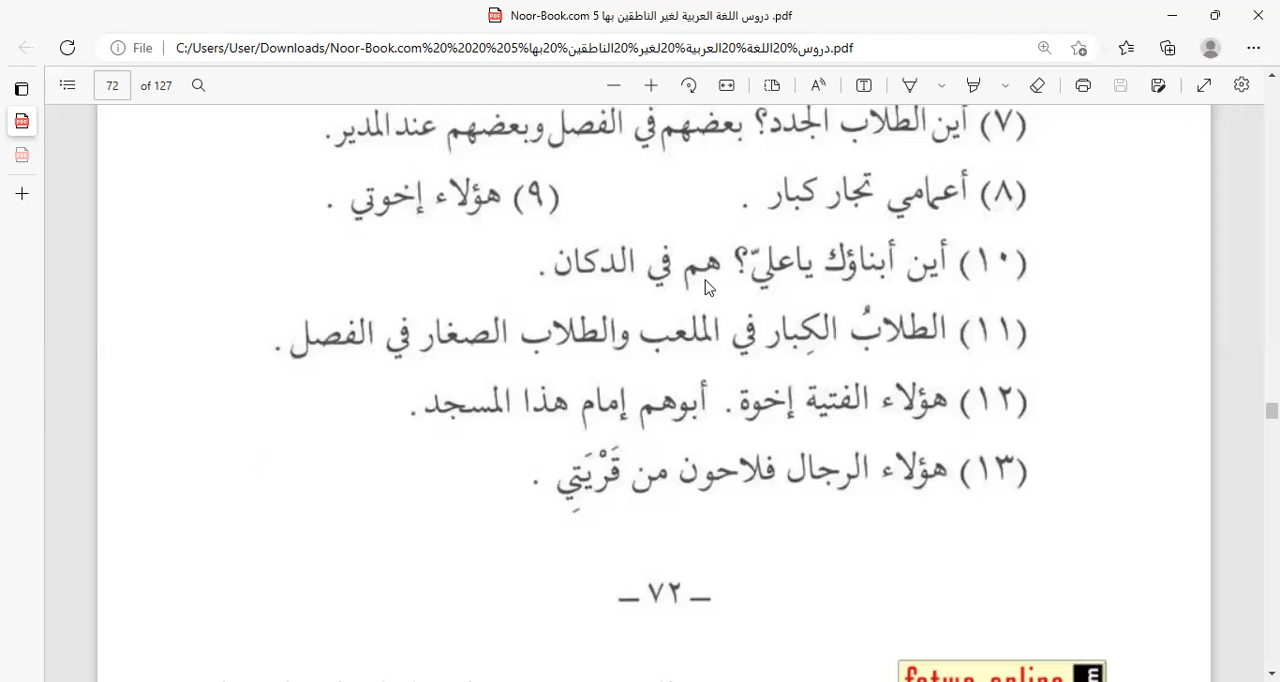 Noor-Book.com 5 دروس اللغة العربية لغير الناطقين بها.pdf
File
C:/Users/User/Downloads/Noor-Book.com%20%2020%205%دروس%20اللغة%20العربية%20لغير%20الناطقين%20بها.pdf
72 of 127
(٧) أين الطلاب الجدد؟ بعضهم في الفصل وبعضهم عند المدير.
(٨) أعمامي تجار كبار . (٩) هؤلاء إخوتي .
(١٠) أين أبناؤك ياعليّ؟ هم في الدكان .
(١١) الطلابُ الكِبار في الملعب والطلاب الصغار في الفصل .
(١٢) هؤلاء الفتية إخوة . أبوهم إمام هذا المسجد .
(١٣) هؤلاء الرجال فلاحون من قَرْيَتِي .
– ٧٢ –